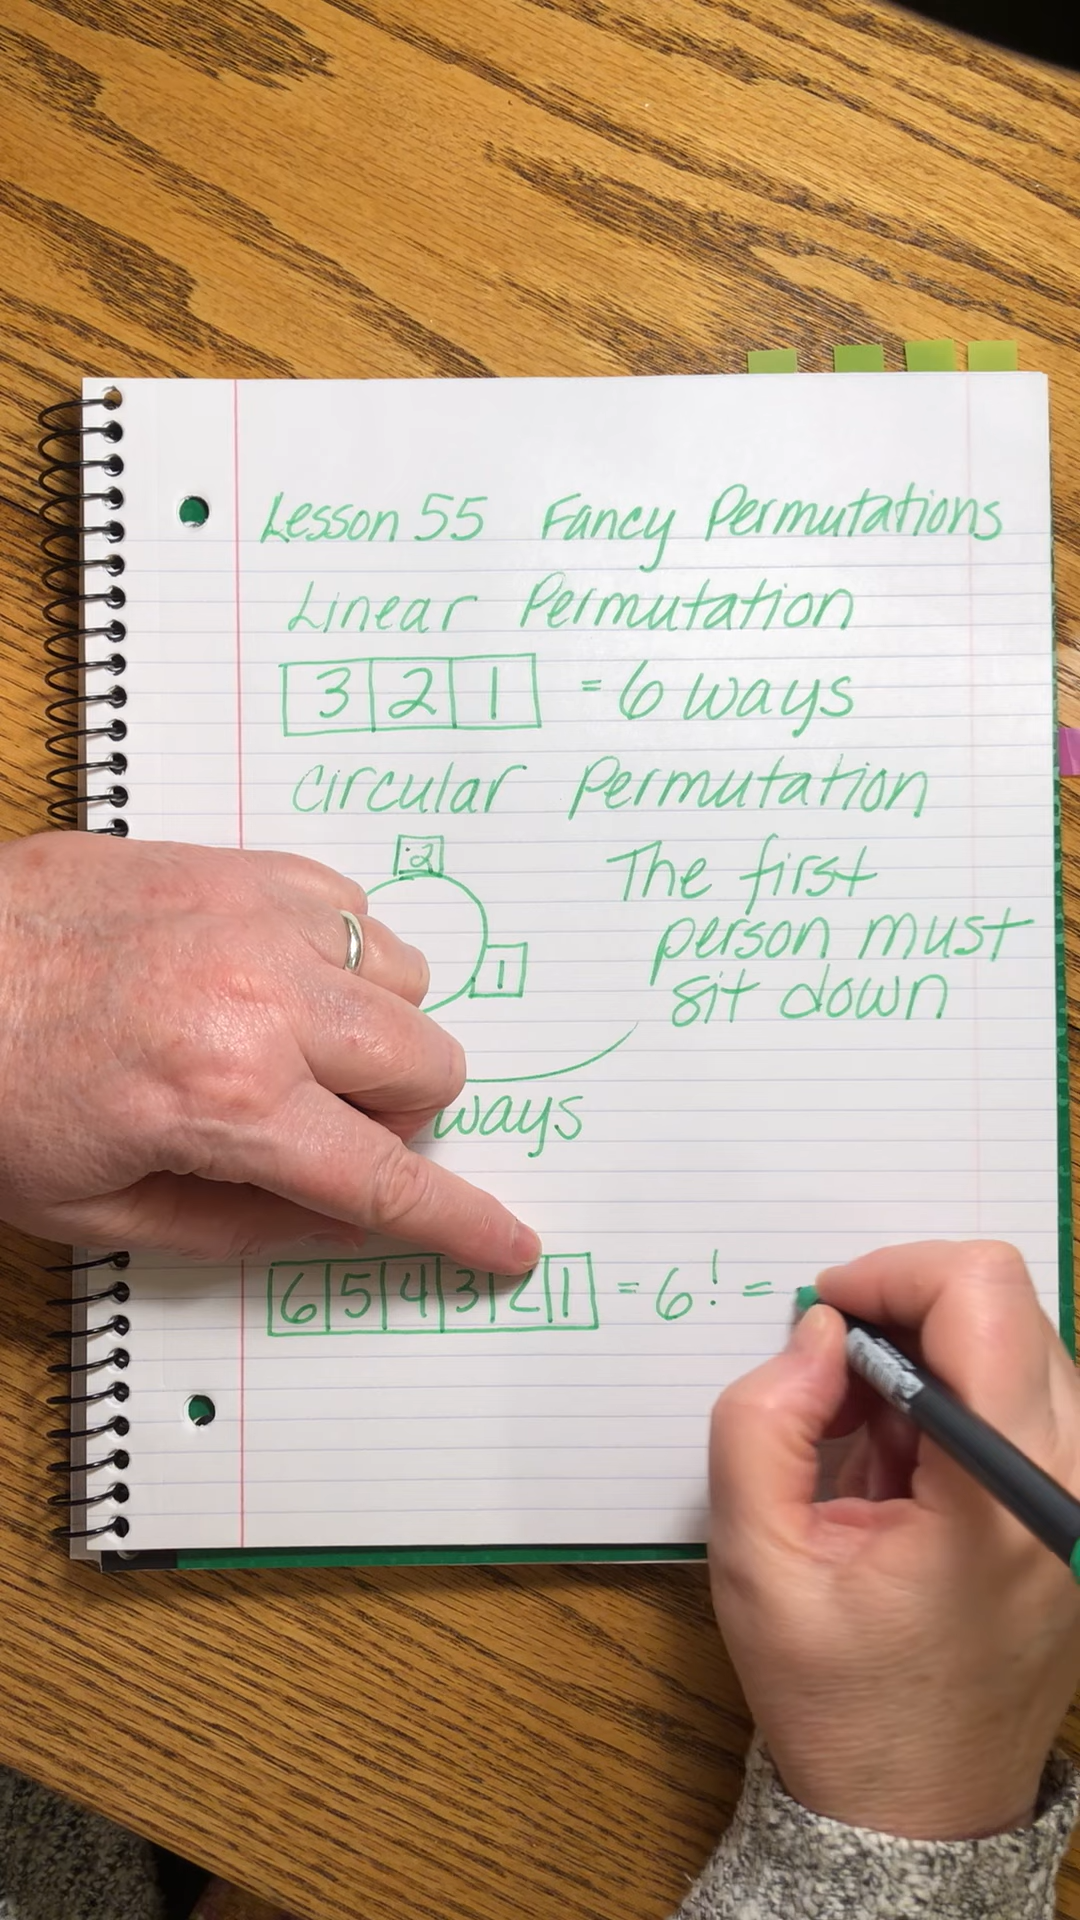 Lesson 55 Fancy Permutations
Linear Permutation
3 2 1 = 6 ways
Circular Permutation
2
The first
person must
1
sit down
ways
6 5 4 3 2 1 = 6! =